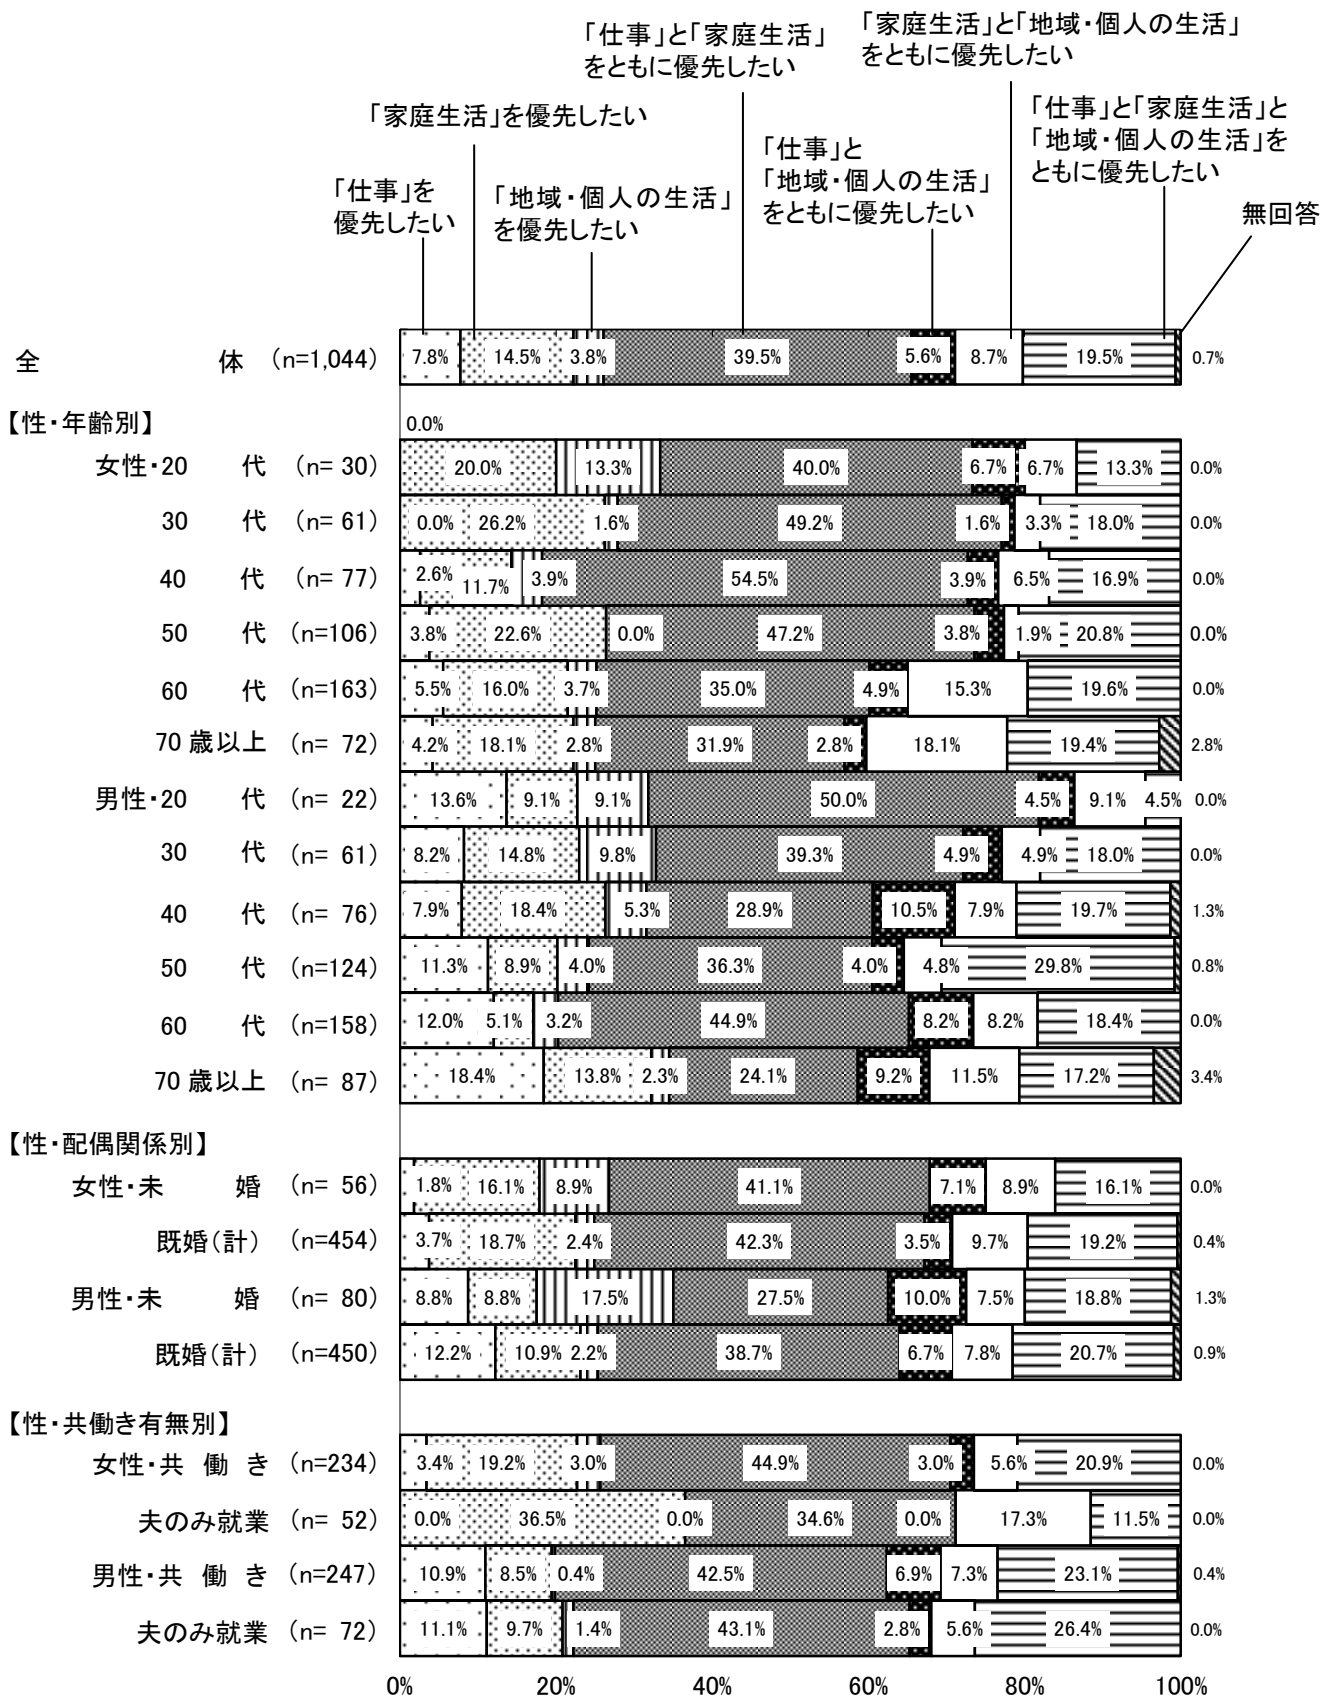 「仕事」と「家庭生活」
をともに優先したい
「家庭生活」と「地域・個人の生活」
をともに優先したい
「家庭生活」を優先したい
「仕事」と「家庭生活」と
「地域・個人の生活」を
ともに優先したい
「仕事」と
「地域・個人の生活」
をともに優先したい
「仕事」を
優先したい
「地域・個人の生活」
を優先したい
無回答
全 体 (n=1,044) 7.8% 14.5% 3.8% 39.5% 5.6% 8.7% 19.5% 0.7%
【性・年齢別】
0.0%
女性・20 代 (n= 30) 20.0% 13.3% 40.0% 6.7% 6.7% 13.3% 0.0%
30 代 (n= 61) 0.0% 26.2% 1.6% 49.2% 1.6% 3.3% 18.0% 0.0%
40 代 (n= 77) 2.6% 11.7% 3.9% 54.5% 3.9% 6.5% 16.9% 0.0%
50 代 (n=106) 3.8% 22.6% 0.0% 47.2% 3.8% 1.9% 20.8% 0.0%
60 代 (n=163) 5.5% 16.0% 3.7% 35.0% 4.9% 15.3% 19.6% 0.0%
70 歳以上 (n= 72) 4.2% 18.1% 2.8% 31.9% 2.8% 18.1% 19.4% 2.8%
男性・20 代 (n= 22) 13.6% 9.1% 9.1% 50.0% 4.5% 9.1% 4.5% 0.0%
30 代 (n= 61) 8.2% 14.8% 9.8% 39.3% 4.9% 4.9% 18.0% 0.0%
40 代 (n= 76) 7.9% 18.4% 5.3% 28.9% 10.5% 7.9% 19.7% 1.3%
50 代 (n=124) 11.3% 8.9% 4.0% 36.3% 4.0% 4.8% 29.8% 0.8%
60 代 (n=158) 12.0% 5.1% 3.2% 44.9% 8.2% 8.2% 18.4% 0.0%
70 歳以上 (n= 87) 18.4% 13.8% 2.3% 24.1% 9.2% 11.5% 17.2% 3.4%
【性・配偶関係別】
女性・未 婚 (n= 56) 1.8% 16.1% 8.9% 41.1% 7.1% 8.9% 16.1% 0.0%
既婚(計) (n=454) 3.7% 18.7% 2.4% 42.3% 3.5% 9.7% 19.2% 0.4%
男性・未 婚 (n= 80) 8.8% 8.8% 17.5% 27.5% 10.0% 7.5% 18.8% 1.3%
既婚(計) (n=450) 12.2% 10.9% 2.2% 38.7% 6.7% 7.8% 20.7% 0.9%
【性・共働き有無別】
女性・共 働 き (n=234) 3.4% 19.2% 3.0% 44.9% 3.0% 5.6% 20.9% 0.0%
夫のみ就業 (n= 52) 0.0% 36.5% 0.0% 34.6% 0.0% 17.3% 11.5% 0.0%
男性・共 働 き (n=247) 10.9% 8.5% 0.4% 42.5% 6.9% 7.3% 23.1% 0.4%
夫のみ就業 (n= 72) 11.1% 9.7% 1.4% 43.1% 2.8% 5.6% 26.4% 0.0%
0% 20% 40% 60% 80% 100%